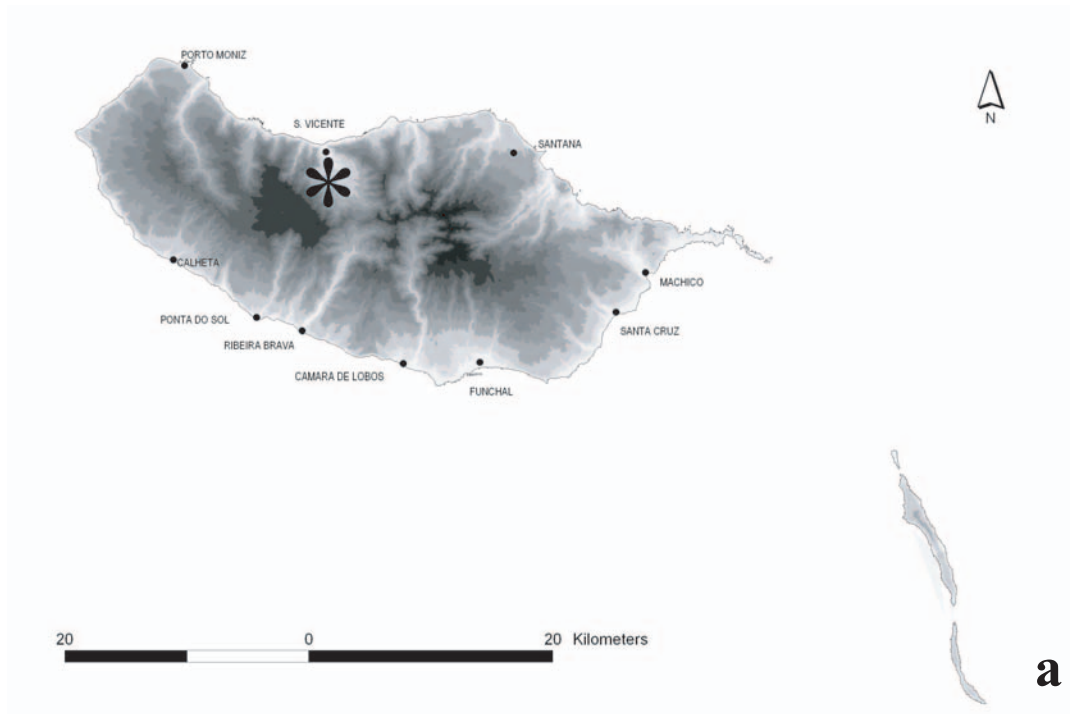 PORTO MONIZ
N
S. VICENTE
SANTANA
CALHETA
MACHICO
PONTA DO SOL
SANTA CRUZ
RIBEIRA BRAVA
CAMARA DE LOBOS
FUNCHAL
20 0 20 Kilometers
a